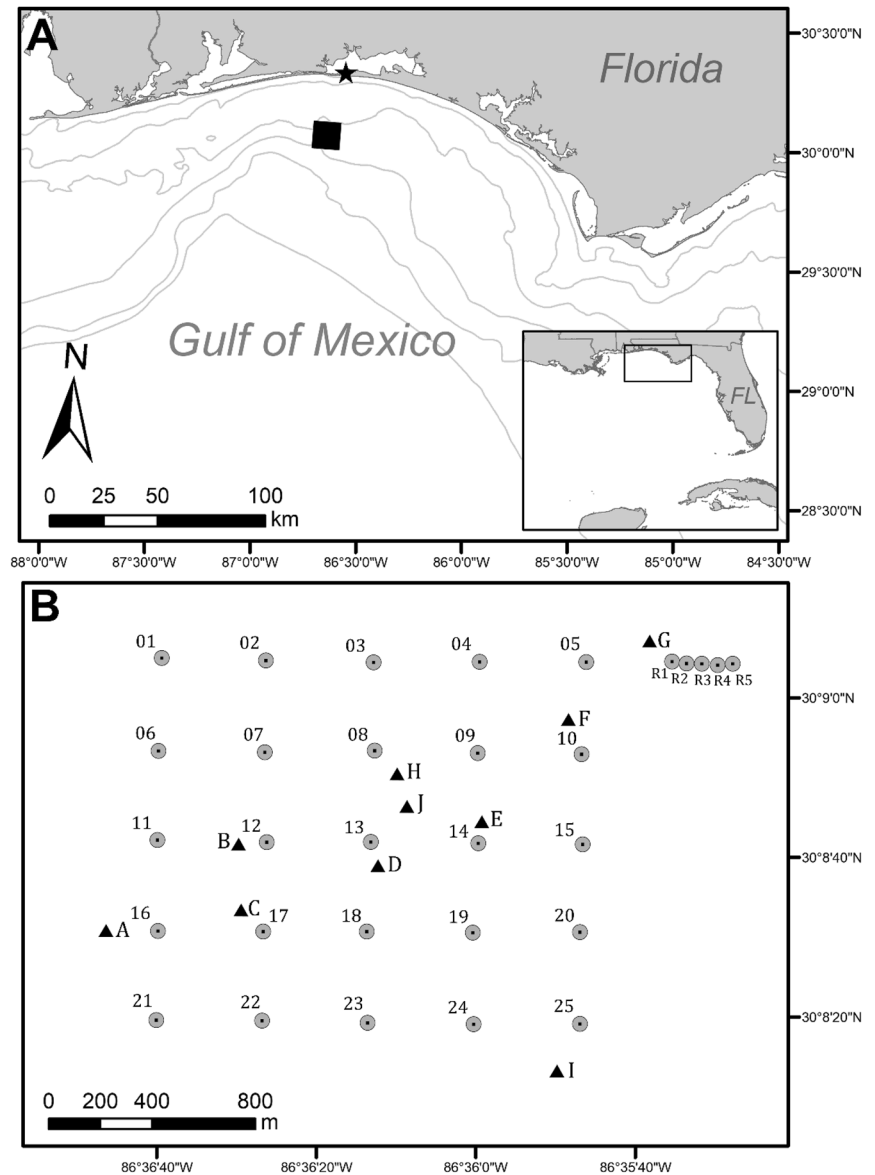 A
Florida
30°30'0"N
30°0'0"N
29°30'0"N
Gulf of Mexico
N
FL
29°0'0"N
0 25 50 100
km
28°30'0"N
88°0'0"W 87°30'0"W 87°0'0"W 86°30'0"W 86°0'0"W 85°30'0"W 85°0'0"W 84°30'0"W
B
01 02 03 04 05 G
R1 R2 R3 R4 R5
30°9'0"N
F
06 07 08 09 10
H
J
E
11 B 12 13 14 15
30°8'40"N
D
C
A 16 17 18 19 20
21 22 23 24 25
30°8'20"N
I
0 200 400 800
m
86°36'40"W 86°36'20"W 86°36'0"W 86°35'40"W